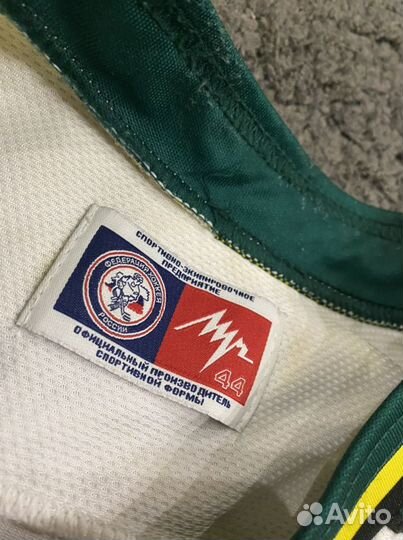 СПОРТИВНО-ЭКИПИРОВОЧНОЕ
ПРЕДПРИЯТИЕ
ФЕДЕРАЦИЯ ХОККЕЯ
РОССИИ
44
ОФИЦИАЛЬНЫЙ ПРОИЗВОДИТЕЛЬ
СПОРТИВНОЙ ФОРМЫ
Avito